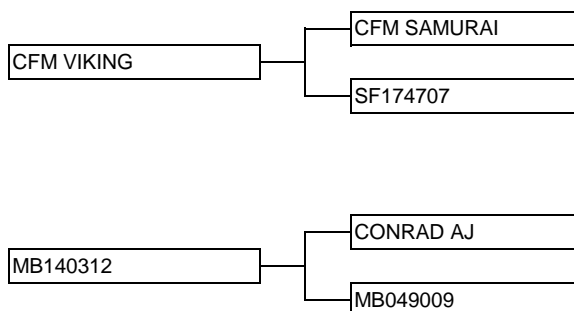 CFM SAMURAI
CFM VIKING
SF174707
CONRAD AJ
MB140312
MB049009